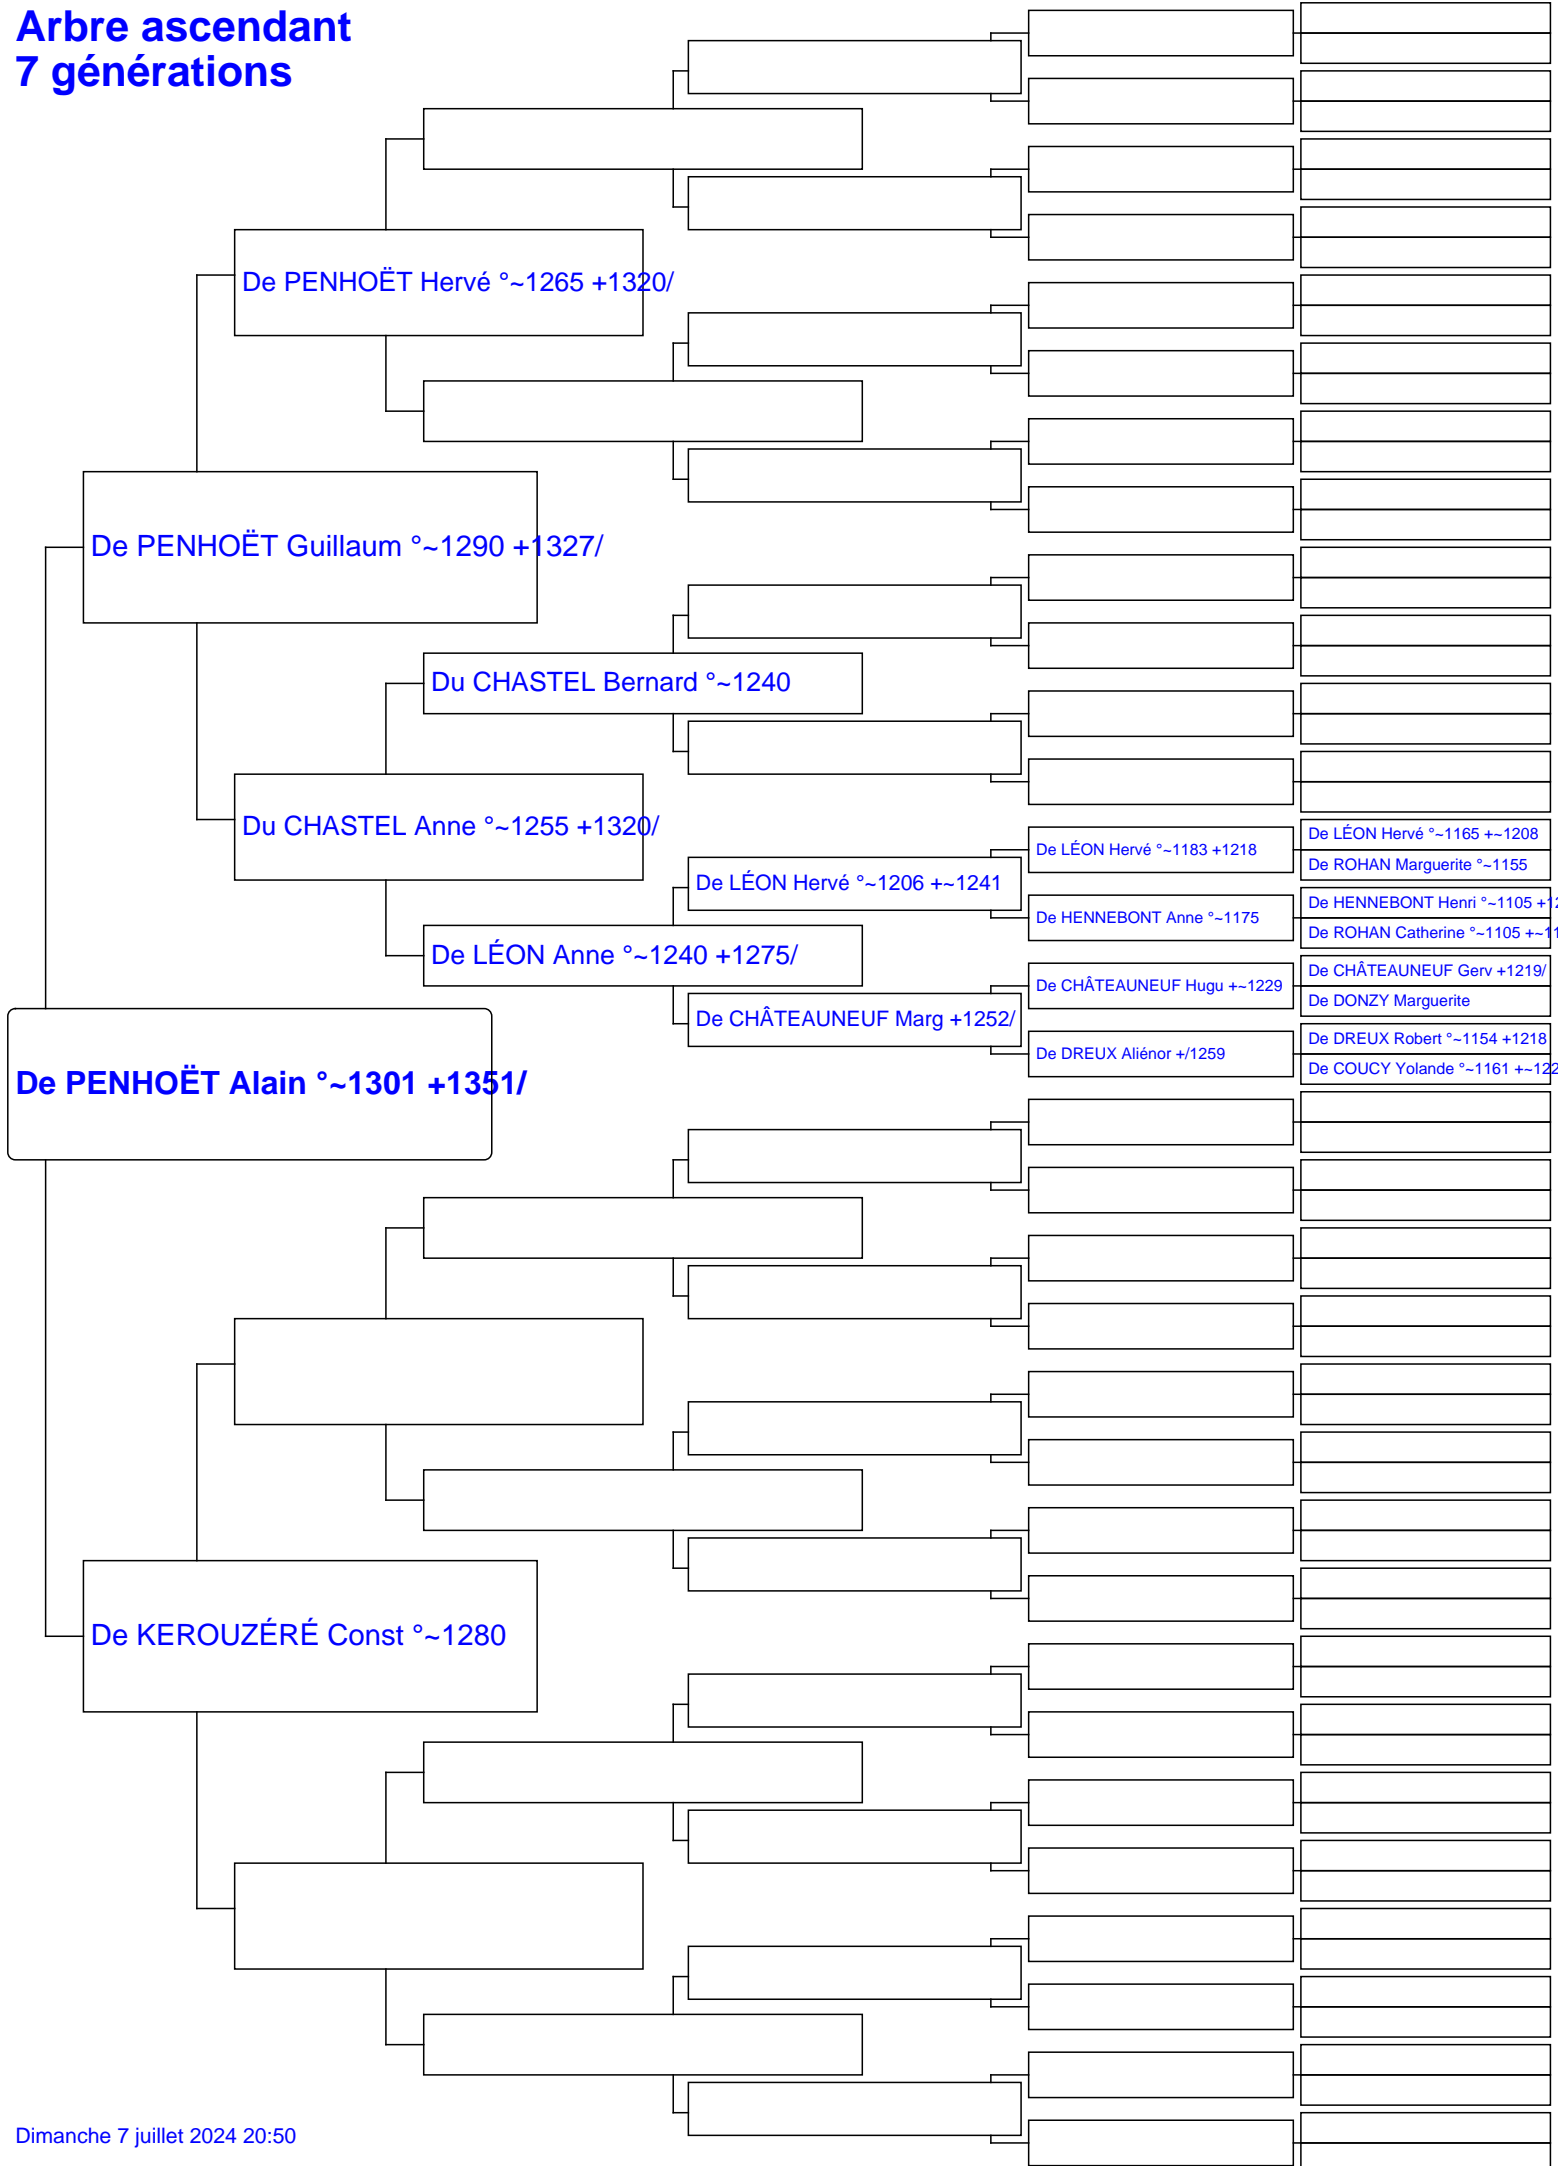 Arbre ascendant
7 générations
De PENHOËT Hervé °~1265 +1320/
De PENHOËT Guillaum °~1290 +1327/
Du CHASTEL Bernard °~1240
Du CHASTEL Anne °~1255 +1320/
De LÉON Hervé °~1165 +~1208
De LÉON Hervé °~1183 +1218
De ROHAN Marguerite °~1155
De LÉON Hervé °~1206 +~1241
De HENNEBONT Henri °~1105 +12
De HENNEBONT Anne °~1175
De ROHAN Catherine °~1105 +~11
De LÉON Anne °~1240 +1275/
De CHÂTEAUNEUF Gerv +1219/
De CHÂTEAUNEUF Hugu +~1229
De DONZY Marguerite
De CHÂTEAUNEUF Marg +1252/
De DREUX Robert °~1154 +1218
De DREUX Aliénor +/1259
De COUCY Yolande °~1161 +~122
De PENHOËT Alain °~1301 +1351/
De KEROUZÉRÉ Const °~1280
Dimanche 7 juillet 2024 20:50